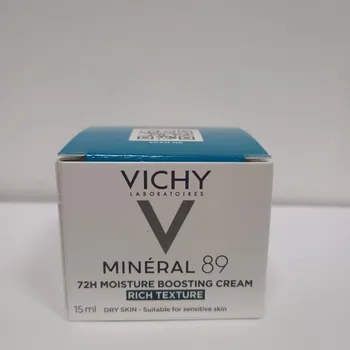 VICHY
LABORATOIRES
MINÉRAL 89
72H MOISTURE BOOSTING CREAM
RICH TEXTURE
15 ml DRY SKIN - Suitable for sensitive skin